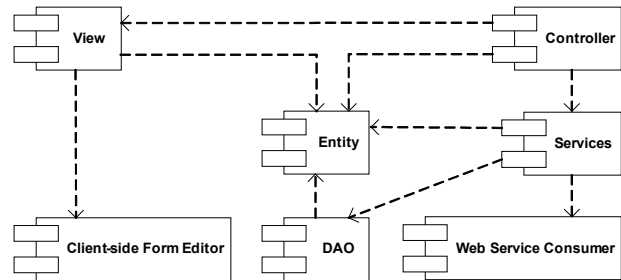 View
Controller
Entity
Services
Client-side Form Editor
DAO
Web Service Consumer